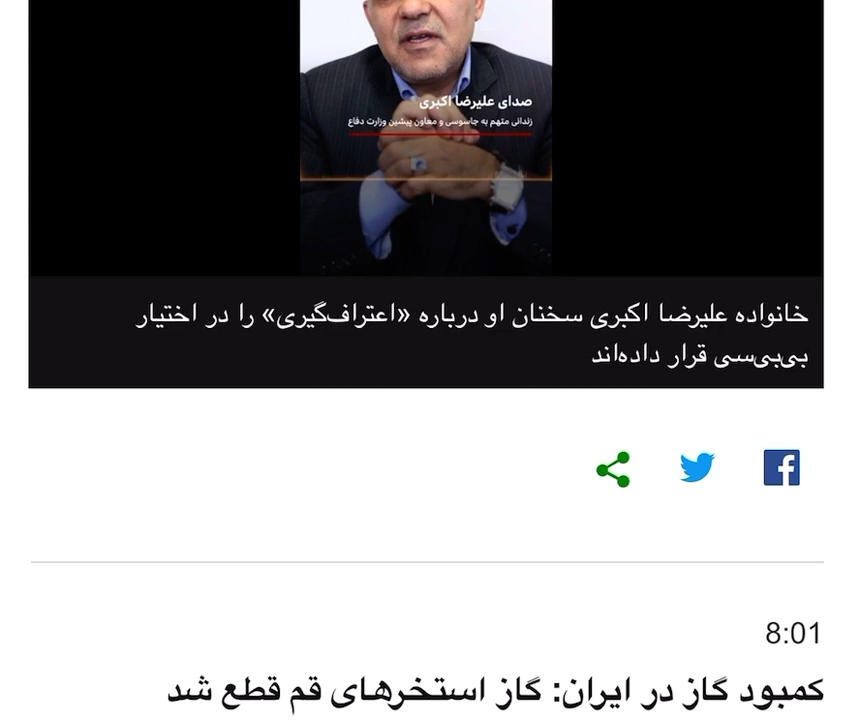 صدای علیرضا اکبری
زندانی متهم به جاسوسی و معاون پیشین وزارت دفاع
خانواده علیرضا اکبری سخنان او درباره «اعتراف‌گیری» را در اختیار
بی‌بی‌سی قرار داده‌اند
8:01
کمبود گاز در ایران: گاز استخرهای قم قطع شد